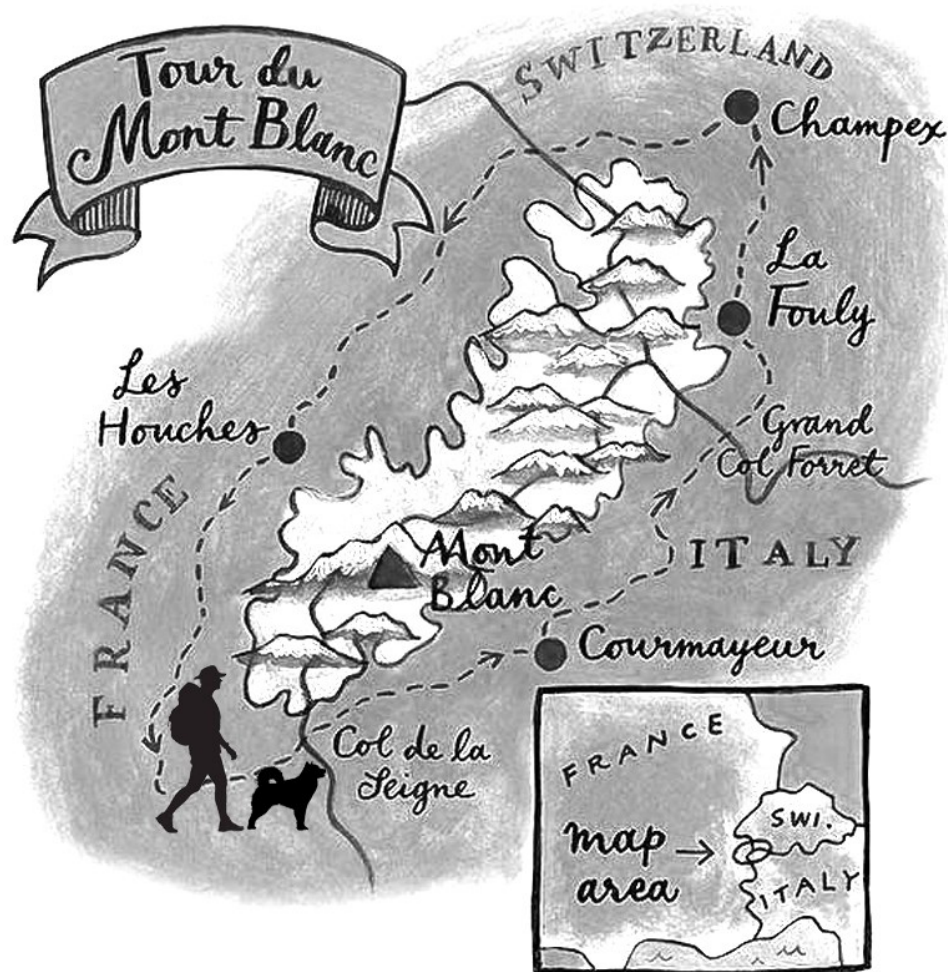 Tour du
Mont Blanc
SWITZERLAND
Champex
La
Fouly
Les
Houches
Grand
Col Forret
FRANCE
Mont
Blanc
ITALY
Courmayeur
Col de la
Seigne
FRANCE
SWI.
map
area
ITALY